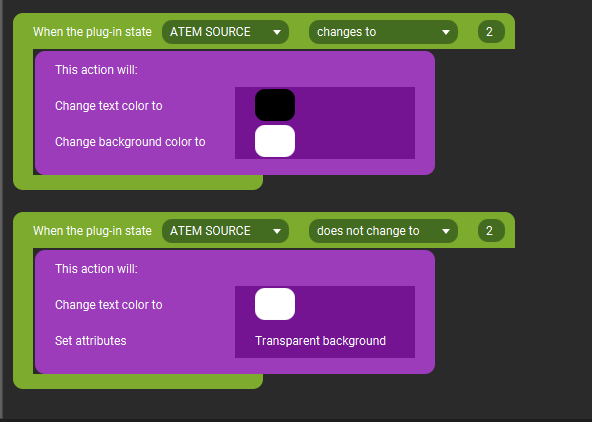 When the plug-in state ATEM SOURCE changes to 2
This action will:
Change text color to
Change background color to
When the plug-in state ATEM SOURCE does not change to 2
This action will:
Change text color to
Set attributes Transparent background